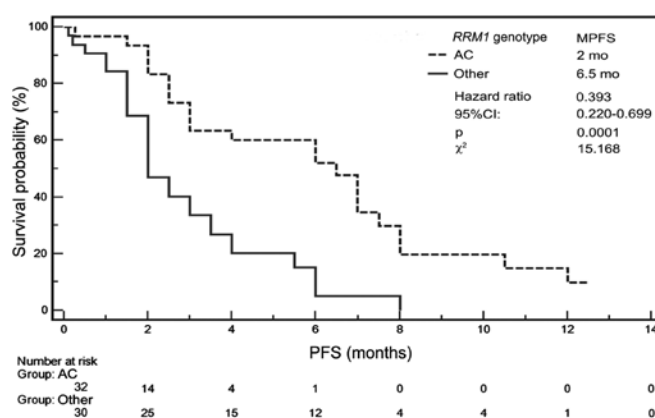 100
80
60
40
20
0
Survival probability (%)
RRM1 genotype MPFS
AC 2 mo
Other 6.5 mo
Hazard ratio 0.393
95%CI: 0.220-0.699
p 0.0001
χ² 15.168
0 2 4 6 8 10 12 14
PFS (months)
Number at risk
Group: AC
32 14 4 1 0 0 0 0
Group: Other
30 25 15 12 4 4 1 0